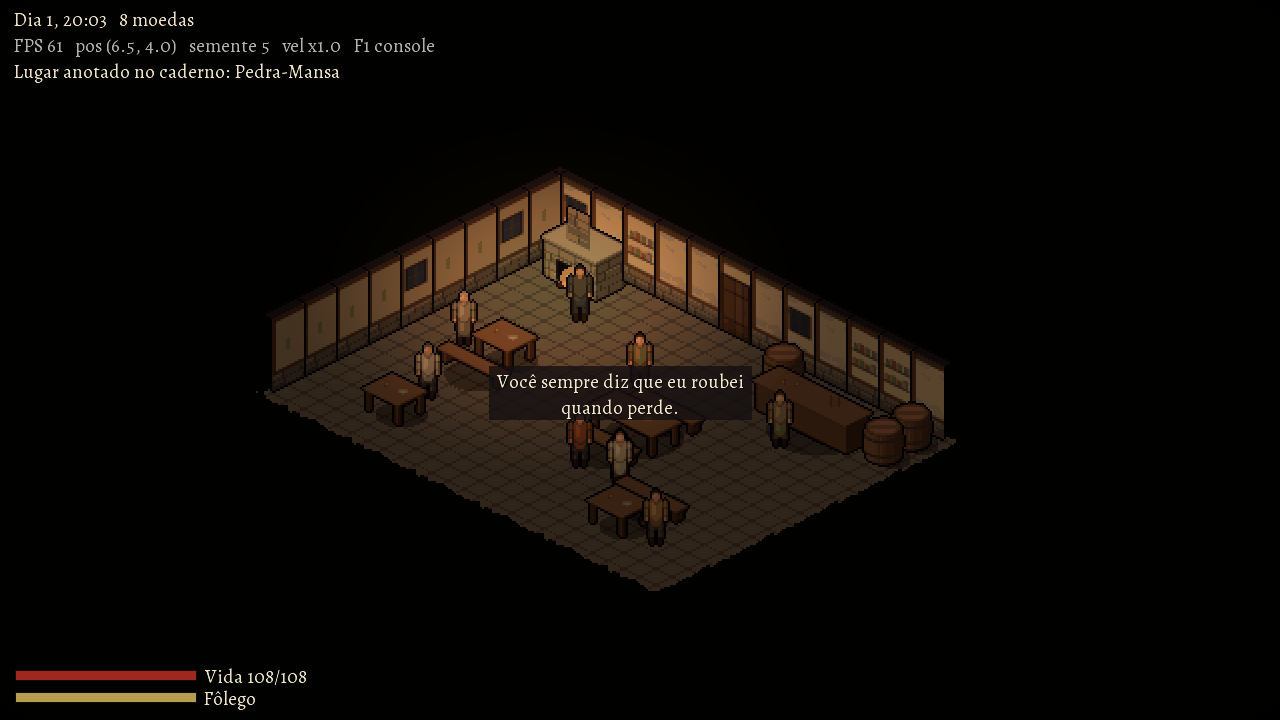 Dia 1, 20:03   8 moedas
FPS 61   pos (6.5, 4.0)   semente 5   vel x1.0   F1 console
Lugar anotado no caderno: Pedra-Mansa
Você sempre diz que eu roubei
quando perde.
Vida 108/108
Fôlego